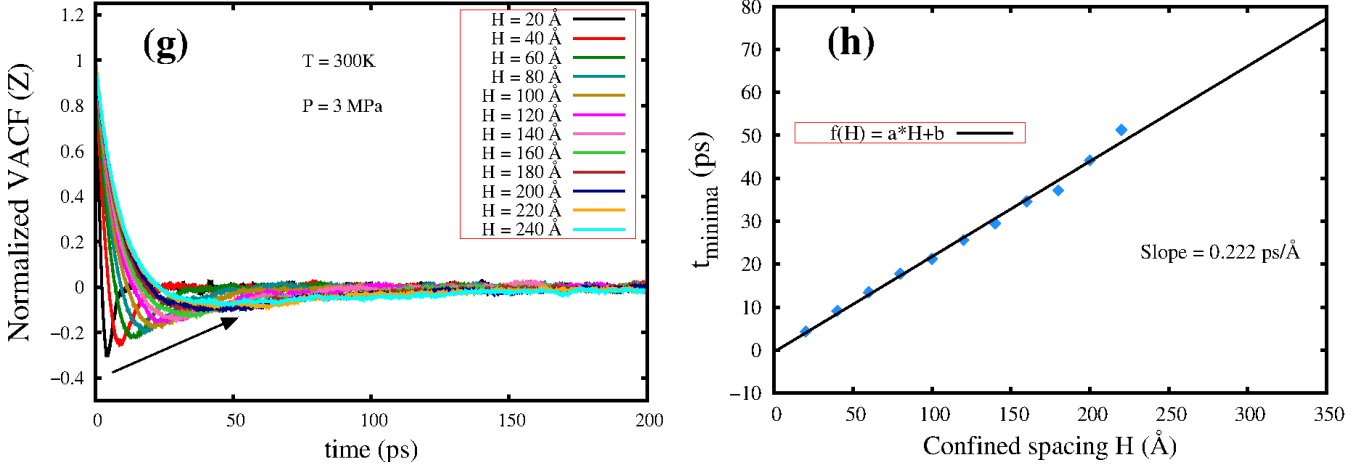 (g)
T = 300K
P = 3 MPa
H = 20 Å
H = 40 Å
H = 60 Å
H = 80 Å
H = 100 Å
H = 120 Å
H = 140 Å
H = 160 Å
H = 180 Å
H = 200 Å
H = 220 Å
H = 240 Å
Normalized VACF (Z)
1.2
1
0.8
0.6
0.4
0.2
0
−0.2
−0.4
0 50 100 150 200
time (ps)
(h)
f(H) = a*H+b
Slope = 0.222 ps/Å
t_minima (ps)
80
70
60
50
40
30
20
10
0
−10
0 50 100 150 200 250 300 350
Confined spacing H (Å)